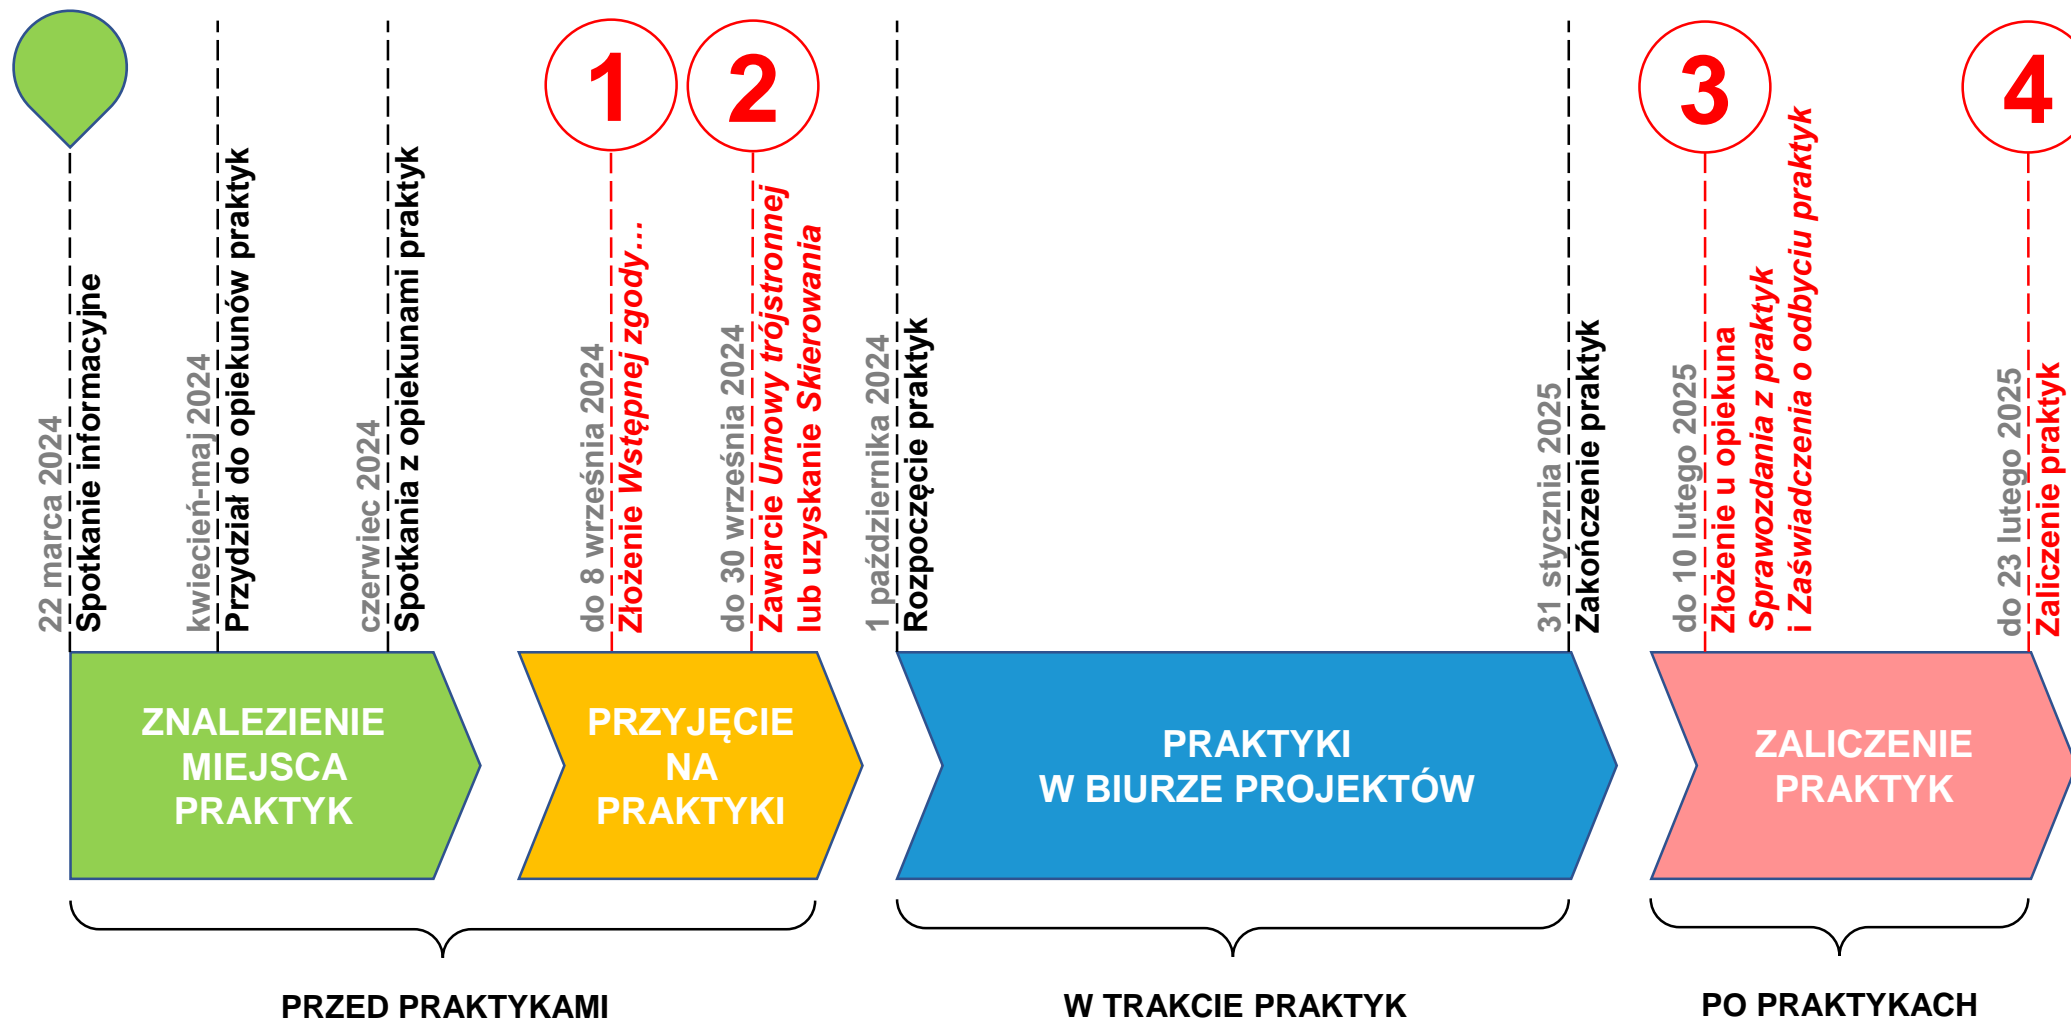 1
2
3
4
22 marca 2024
Spotkanie informacyjne
kwiecień-maj 2024
Przydział do opiekunów praktyk
czerwiec 2024
Spotkania z opiekunami praktyk
do 8 września 2024
Złożenie Wstępnej zgody…
do 30 września 2024
Zawarcie Umowy trójstronnej
lub uzyskanie Skierowania
1 października 2024
Rozpoczęcie praktyk
31 stycznia 2025
Zakończenie praktyk
do 10 lutego 2025
Złożenie u opiekuna
Sprawozdania z praktyk
i Zaświadczenia o odbyciu praktyk
do 23 lutego 2025
Zaliczenie praktyk
ZNALEZIENIE
MIEJSCA
PRAKTYK
PRZYJĘCIE
NA
PRAKTYKI
PRAKTYKI
W BIURZE PROJEKTÓW
ZALICZENIE
PRAKTYK
PRZED PRAKTYKAMI
W TRAKCIE PRAKTYK
PO PRAKTYKACH